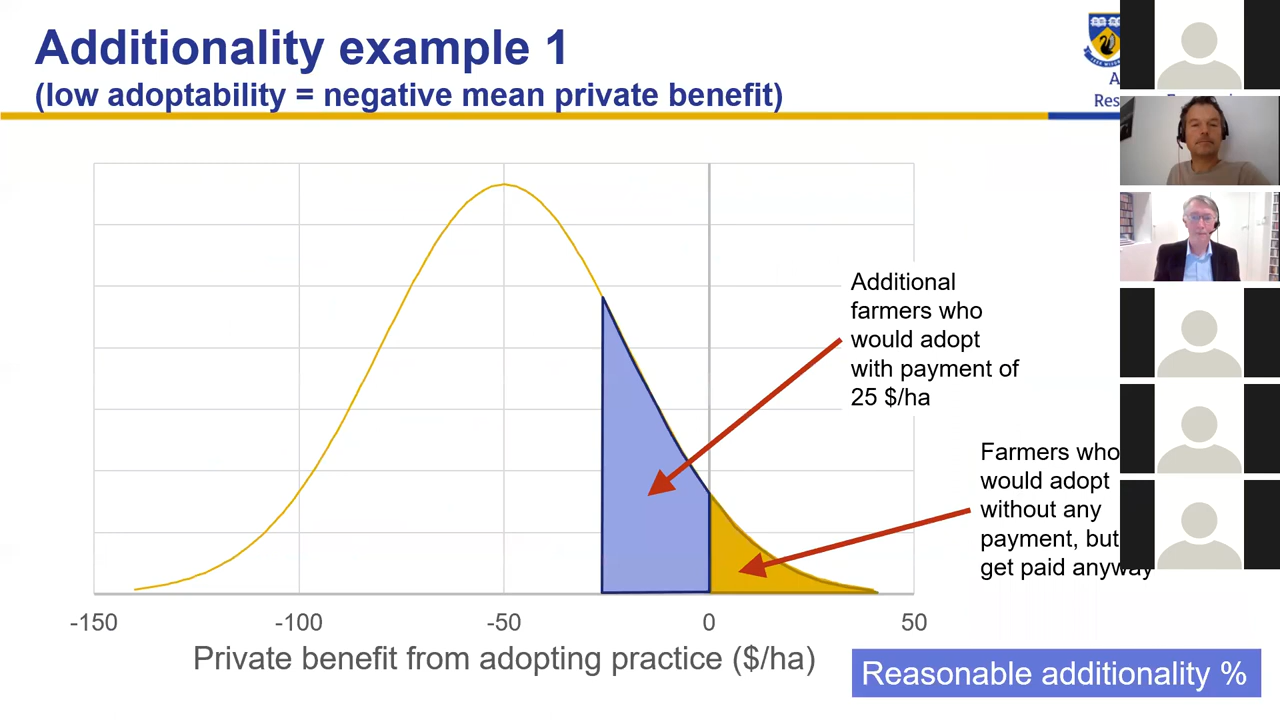 Additionality example 1
(low adoptability = negative mean private benefit)
Additional
farmers who
would adopt
with payment of
25 $/ha
Farmers who
would adopt
without any
payment, but
get paid anyway
-150
-100
-50
0
50
Private benefit from adopting practice ($/ha)
Reasonable additionality %